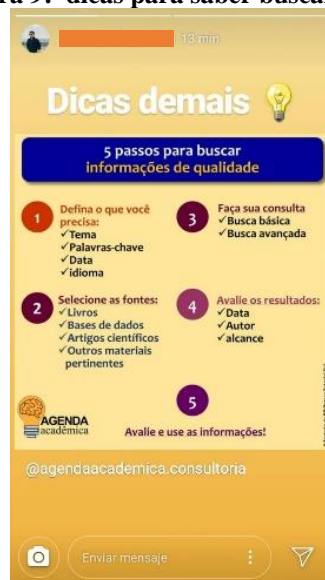 ra 9: dicas para saber buscar
13 min
Dicas demais
5 passos para buscar
informações de qualidade
1
Defina o que você
precisa:
✓Tema
✓Palavras-chave
✓Data
✓idioma
2
Selecione as fontes:
✓Livros
✓Bases de dados
✓Artigos científicos
✓Outros materiais
pertinentes
3
Faça sua consulta
✓Busca básica
✓Busca avançada
4
Avalie os resultados:
✓Data
✓Autor
✓alcance
5
Avalie e use as informações!
AGENDA
acadêmica
@agendaacademica.consultoria
Enviar mensaje